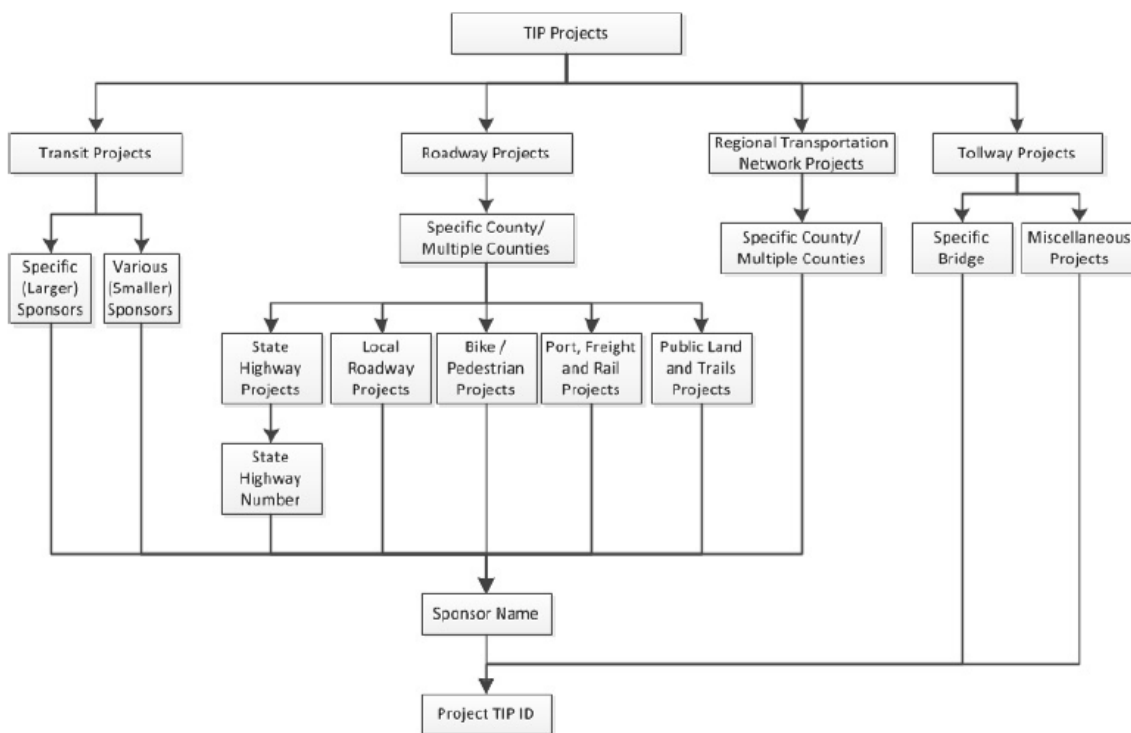 TIP Projects
Transit Projects
Roadway Projects
Regional Transportation
Network Projects
Tollway Projects
Specific
(Larger)
Sponsors
Various
(Smaller)
Sponsors
Specific County/
Multiple Counties
Specific County/
Multiple Counties
Specific
Bridge
Miscellaneous
Projects
State
Highway
Projects
Local
Roadway
Projects
Bike /
Pedestrian
Projects
Port, Freight
and Rail
Projects
Public Land
and Trails
Projects
State
Highway
Number
Sponsor Name
Project TIP ID